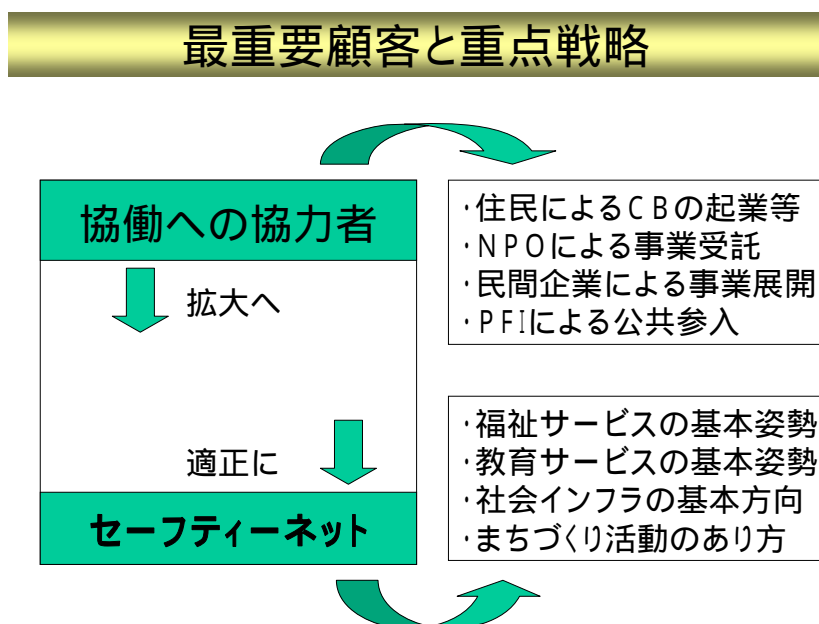 最重要顧客と重点戦略
協働への協力者
拡大へ
適正に
セーフティーネット
・住民によるCBの起業等
・NPOによる事業受託
・民間企業による事業展開
・PFIによる公共参入
・福祉サービスの基本姿勢
・教育サービスの基本姿勢
・社会インフラの基本方向
・まちづくり活動のあり方